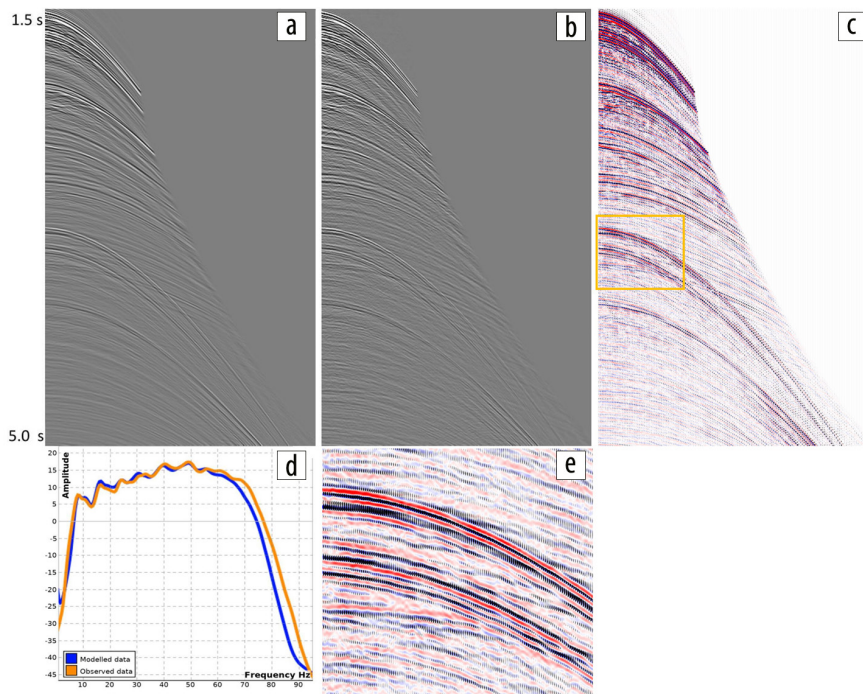 1.5 s
a
b
c
5.0 s
d
e
Amplitude
20
15
10
5
0
-5
-10
-15
-20
-25
-30
-35
-40
-45
Modelled data
Observed data
Frequency Hz
10 20 30 40 50 60 70 80 90